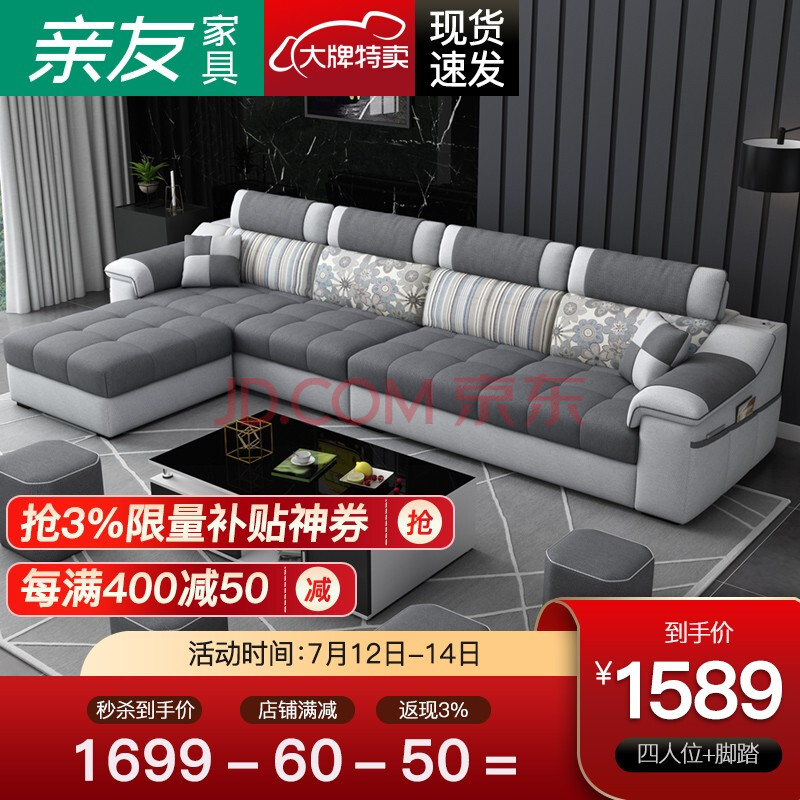 亲友家具
大牌特卖
现货速发
JD.COM 京东
抢3%限量补贴神券 抢
每满400减50 减
活动时间:7月12日-14日
秒杀到手价 店铺满减 返现3%
1699-60-50=
到手价
¥1589
四人位+脚踏